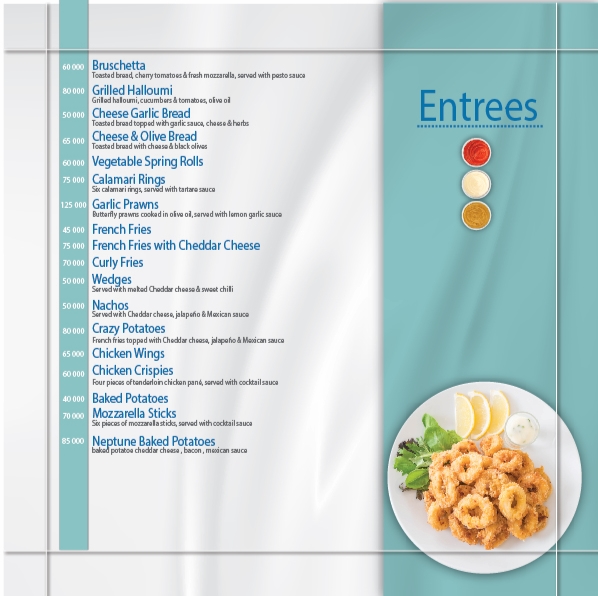 Entrees
60 000 Bruschetta
Toasted bread, cherry tomatoes & fresh mozzarella, served with pesto sauce
80 000 Grilled Halloumi
Grilled halloumi, cucumbers & tomatoes, olive oil
50 000 Cheese Garlic Bread
Toasted bread topped with garlic sauce, cheese & herbs
65 000 Cheese & Olive Bread
Toasted bread with cheese & black olives
60 000 Vegetable Spring Rolls
75 000 Calamari Rings
Six calamari rings, served with tartare sauce
125 000 Garlic Prawns
Butterfly prawns cooked in olive oil, served with lemon garlic sauce
45 000 French Fries
75 000 French Fries with Cheddar Cheese
70 000 Curly Fries
50 000 Wedges
Served with melted Cheddar cheese & sweet chilli
50 000 Nachos
Served with Cheddar cheese, jalapeño & Mexican sauce
80 000 Crazy Potatoes
French fries topped with Cheddar cheese, jalapeño & Mexican sauce
65 000 Chicken Wings
60 000 Chicken Crispies
Four pieces of tenderloin chicken pané, served with cocktail sauce
40 000 Baked Potatoes
70 000 Mozzarella Sticks
Six pieces of mozzarella sticks, served with cocktail sauce
85 000 Neptune Baked Potatoes
baked potatoe cheddar cheese , bacon , mexican sauce